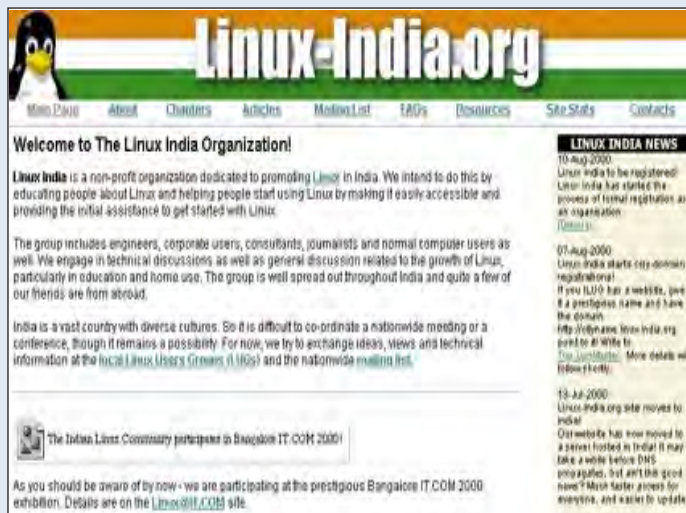 Linux-India.org
Main Page About Chapters Articles Mailing List FAQs Resources Site Stats Contacts
Welcome to The Linux India Organization!
Linux India is a non-profit organization dedicated to promoting Linux in India. We intend to do this by
educating people about Linux and helping people start using Linux by making it easily accessible and
providing the initial assistance to get started with Linux.
The group includes engineers, corporate users, consultants, journalists and normal computer users as
well. We engage in technical discussions as well as general discussion related to the growth of Linux,
particularly in education and home use. The group is well spread out throughout India and quite a few of
our friends are from abroad.
India is a vast country with diverse cultures. So it is difficult to co-ordinate a nationwide meeting or a
conference, though it remains a possibility. For now, we try to exchange ideas, views and technical
information at the local Linux Users Groups (LUGs) and the nationwide mailing list.
The Indian Linux Community participates in Bangalore IT.COM 2000!
As you should be aware of by now - we are participating at the prestigious Bangalore IT.COM 2000
exhibition. Details are on the Linux@IT.COM site.
LINUX INDIA NEWS
10-Aug-2000
Linux India to be registered!
Linux India has started the
process of formal registration as
an organisation.
07-Aug-2000
Linux India starts city-domain
registrations!
If you ILUG has a website, give
it a prestigious name and have
the domain
http://cityname.linux-india.org
point to it! Write to
More details wi
follow shortly.
13-Jul-2000
Linux-India.org site moves to
India!
Our website has now moved to
a server hosted in India! It may
take a while before DNS
propagates, but ain't this good
news? Much faster access for
everyone, and easier to update